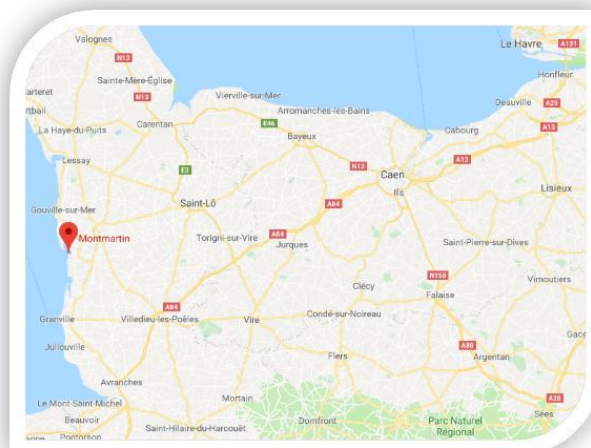 Valognes
Le Havre
A131
N13
Honfleur
Sainte-Mère-Église
N13
Vierville-sur-Mer
Deauville
A29
Arromanches-les-Bains
La Haye-du-Puits
Carentan
E46
Bayeux
Cabourg
A13
Lessay
E3
N13
A13
Caen
Ifs
Lisieux
Gouville-sur-Mer
Saint-Lô
A84
Montmartin
Torigni-sur-Vire
A84
Jurques
Saint-Pierre-sur-Dives
N158
Vimoutiers
Clécy
Falaise
A84
Granville
Villedieu-les-Poêles
Vire
Condé-sur-Noireau
Gacé
Jullouville
A88
Flers
Argentan
Avranches
A28
Le Mont-Saint-Michel
Mortain
Sées
Beauvoir
Domfront
Parc Naturel
Régional
Pontorson
Saint-Hilaire-du-Harcouët